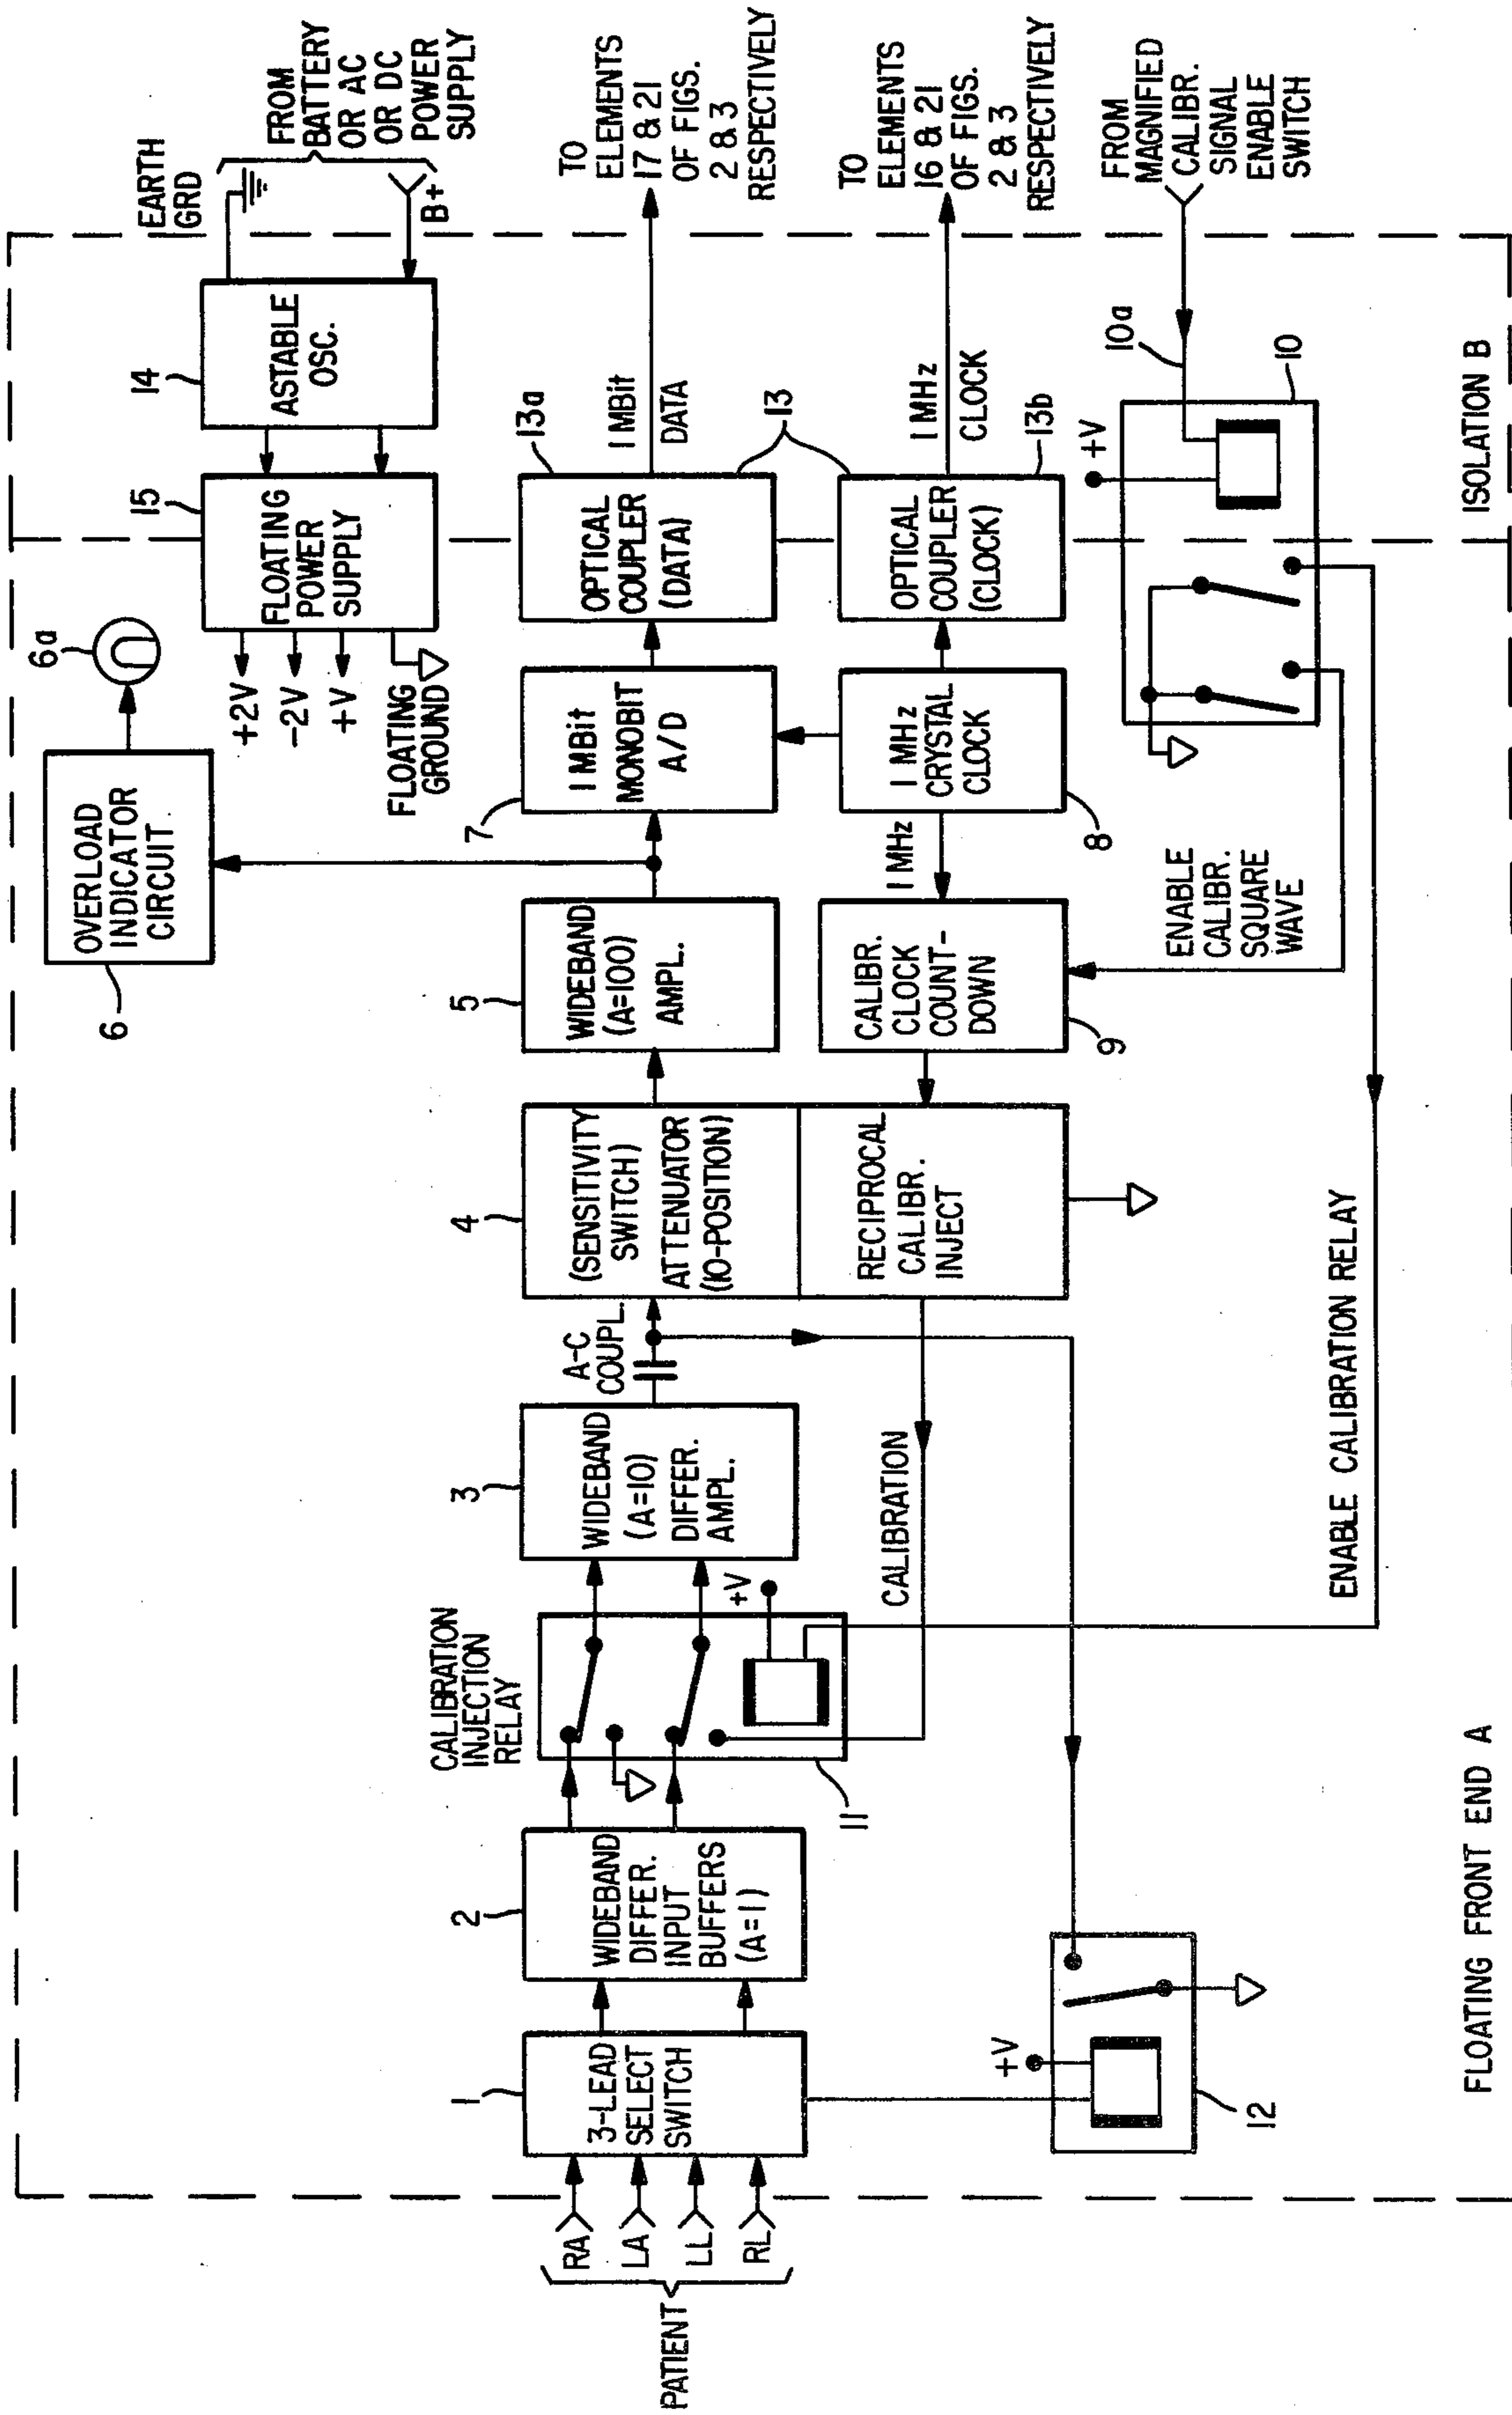 EARTH
GRD
FROM
BATTERY
OR AC
OR DC
POWER
SUPPLY
B+
14
ASTABLE
OSC.
15
FLOATING
POWER
SUPPLY
+2V
-2V
+V
FLOATING
GROUND
6a
OVERLOAD
INDICATOR
CIRCUIT
6
PATIENT
RA
LA
LL
RL
1
3-LEAD
SELECT
SWITCH
2
WIDEBAND
DIFFER.
INPUT
BUFFERS
(A=1)
CALIBRATION
INJECTION
RELAY
+V
11
3
WIDEBAND
(A=10)
DIFFER.
AMPL.
A-C
COUPL.
4
(SENSITIVITY
SWITCH)
ATTENUATOR
(10-POSITION)
RECIPROCAL
CALIBR.
INJECT
5
WIDEBAND
(A=100)
AMPL.
7
1 MBit
MONOBIT
A/D
13a
OPTICAL
COUPLER
(DATA)
1 MBit
DATA
TO
ELEMENTS
17 & 21
OF FIGS.
2 & 3
RESPECTIVELY
13
CALIBRATION
CALIBR.
CLOCK
COUNT-
DOWN
9
1 MHz
1 MHz
CRYSTAL
CLOCK
8
OPTICAL
COUPLER
(CLOCK)
13b
1 MHz
CLOCK
TO
ELEMENTS
16 & 21
OF FIGS.
2 & 3
RESPECTIVELY
ENABLE
CALIBR.
SQUARE
WAVE
+V
10a
10
FROM
MAGNIFIED
CALIBR.
SIGNAL
ENABLE
SWITCH
+V
12
ENABLE CALIBRATION RELAY
FLOATING FRONT END A
ISOLATION B